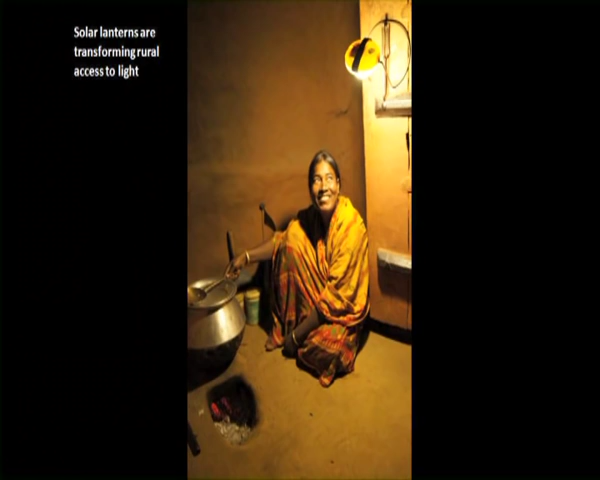 Solar lanterns are
transforming rural
access to light